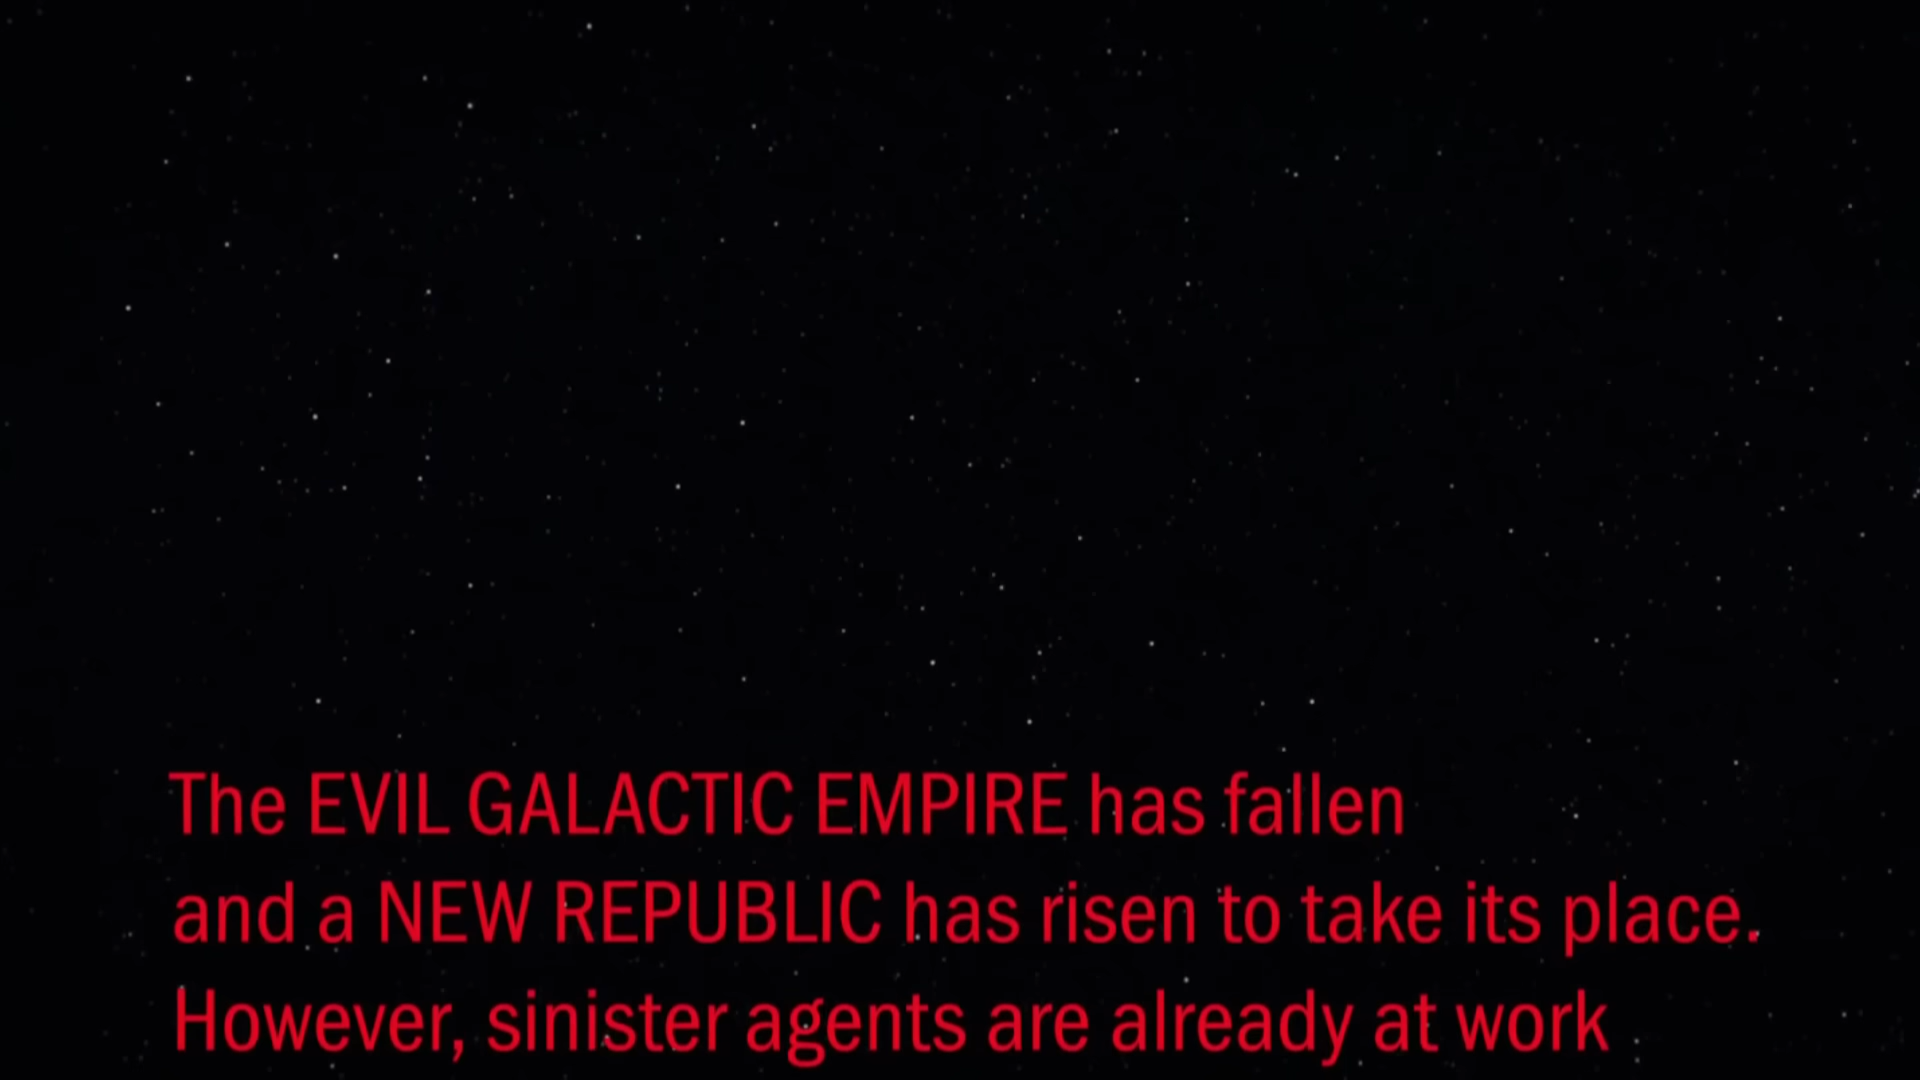 The EVIL GALACTIC EMPIRE has fallen
and a NEW REPUBLIC has risen to take its place.
However, sinister agents are already at work